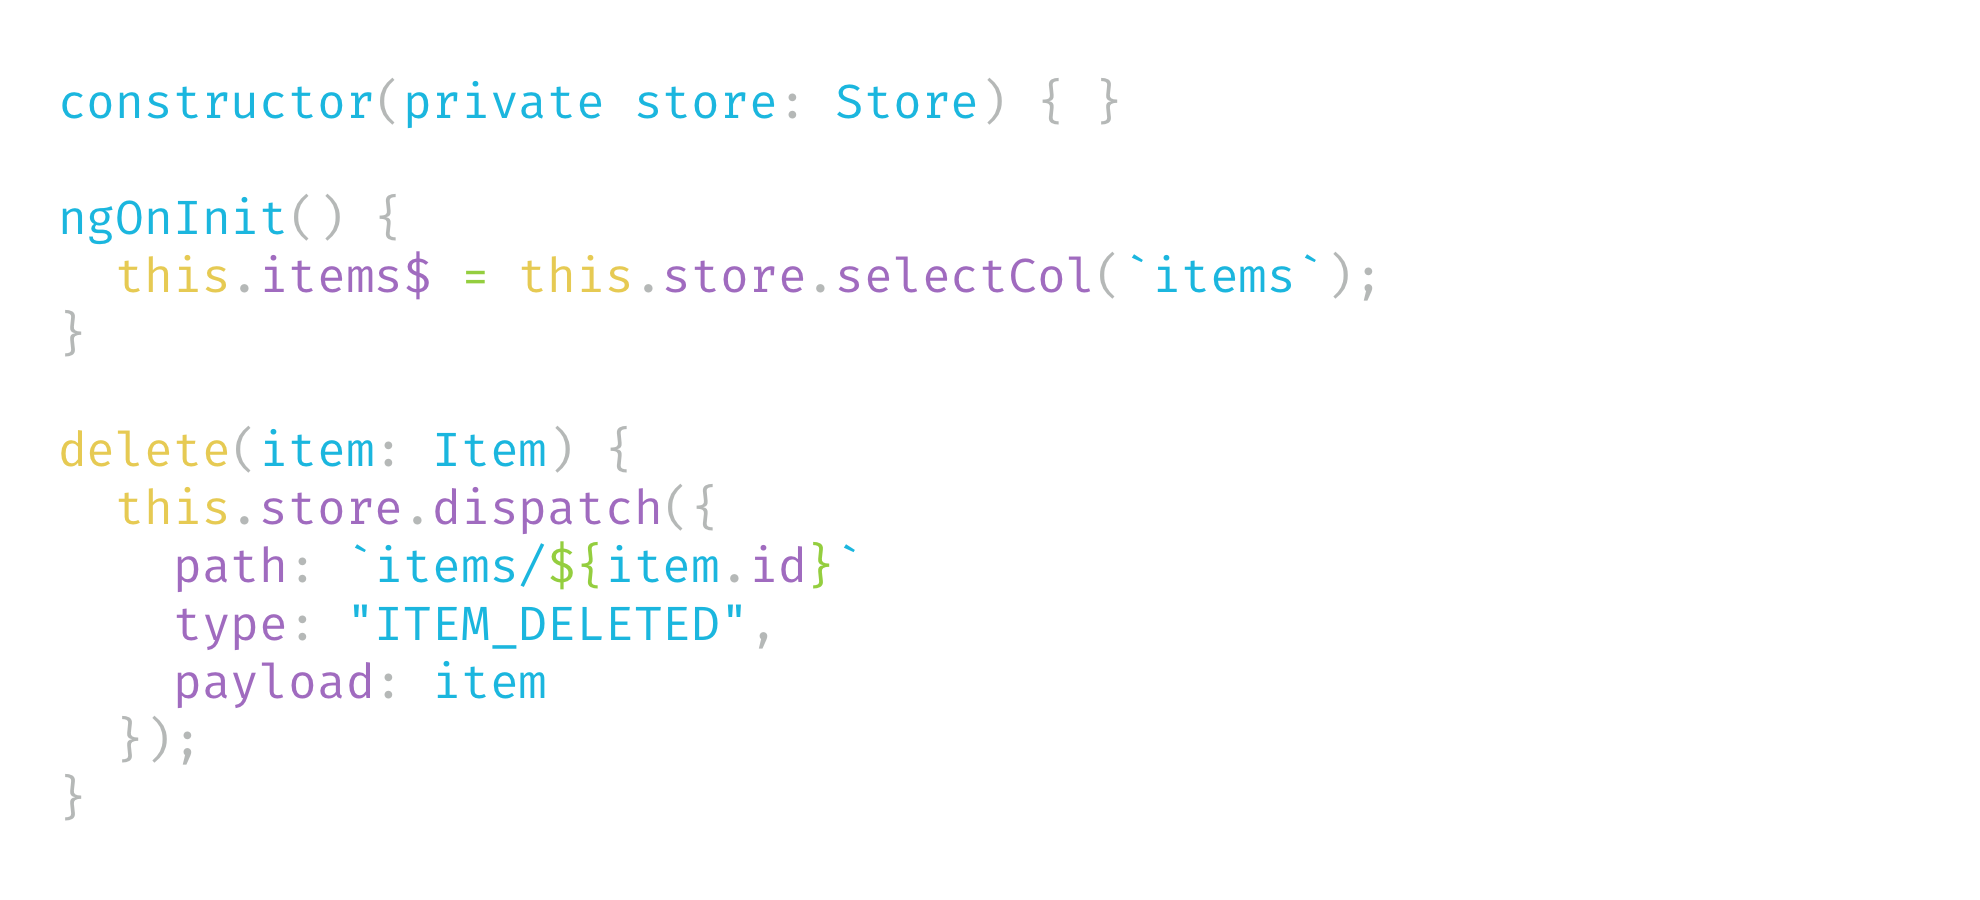 constructor(private store: Store) { }
ngOnInit() {
  this.items$ = this.store.selectCol(`items`);
}
delete(item: Item) {
  this.store.dispatch({
    path: `items/${item.id}`
    type: "ITEM_DELETED",
    payload: item
  });
}